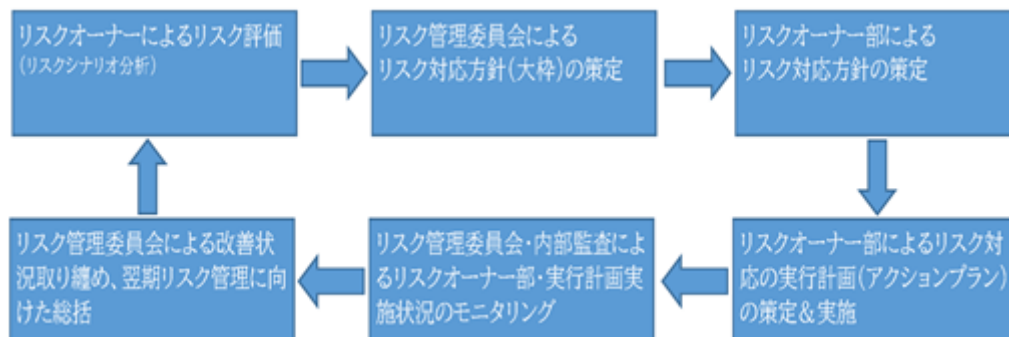 リスクオーナーによるリスク評価
(リスクシナリオ分析)
リスク管理委員会による
リスク対応方針(大枠)の策定
リスクオーナー部による
リスク対応方針の策定
リスクオーナー部によるリスク対
応の実行計画(アクションプラン)
の策定&実施
リスク管理委員会・内部監査によ
るリスクオーナー部・実行計画実
施状況のモニタリング
リスク管理委員会による改善状
況取り纏め、翌期リスク管理に向
けた総括